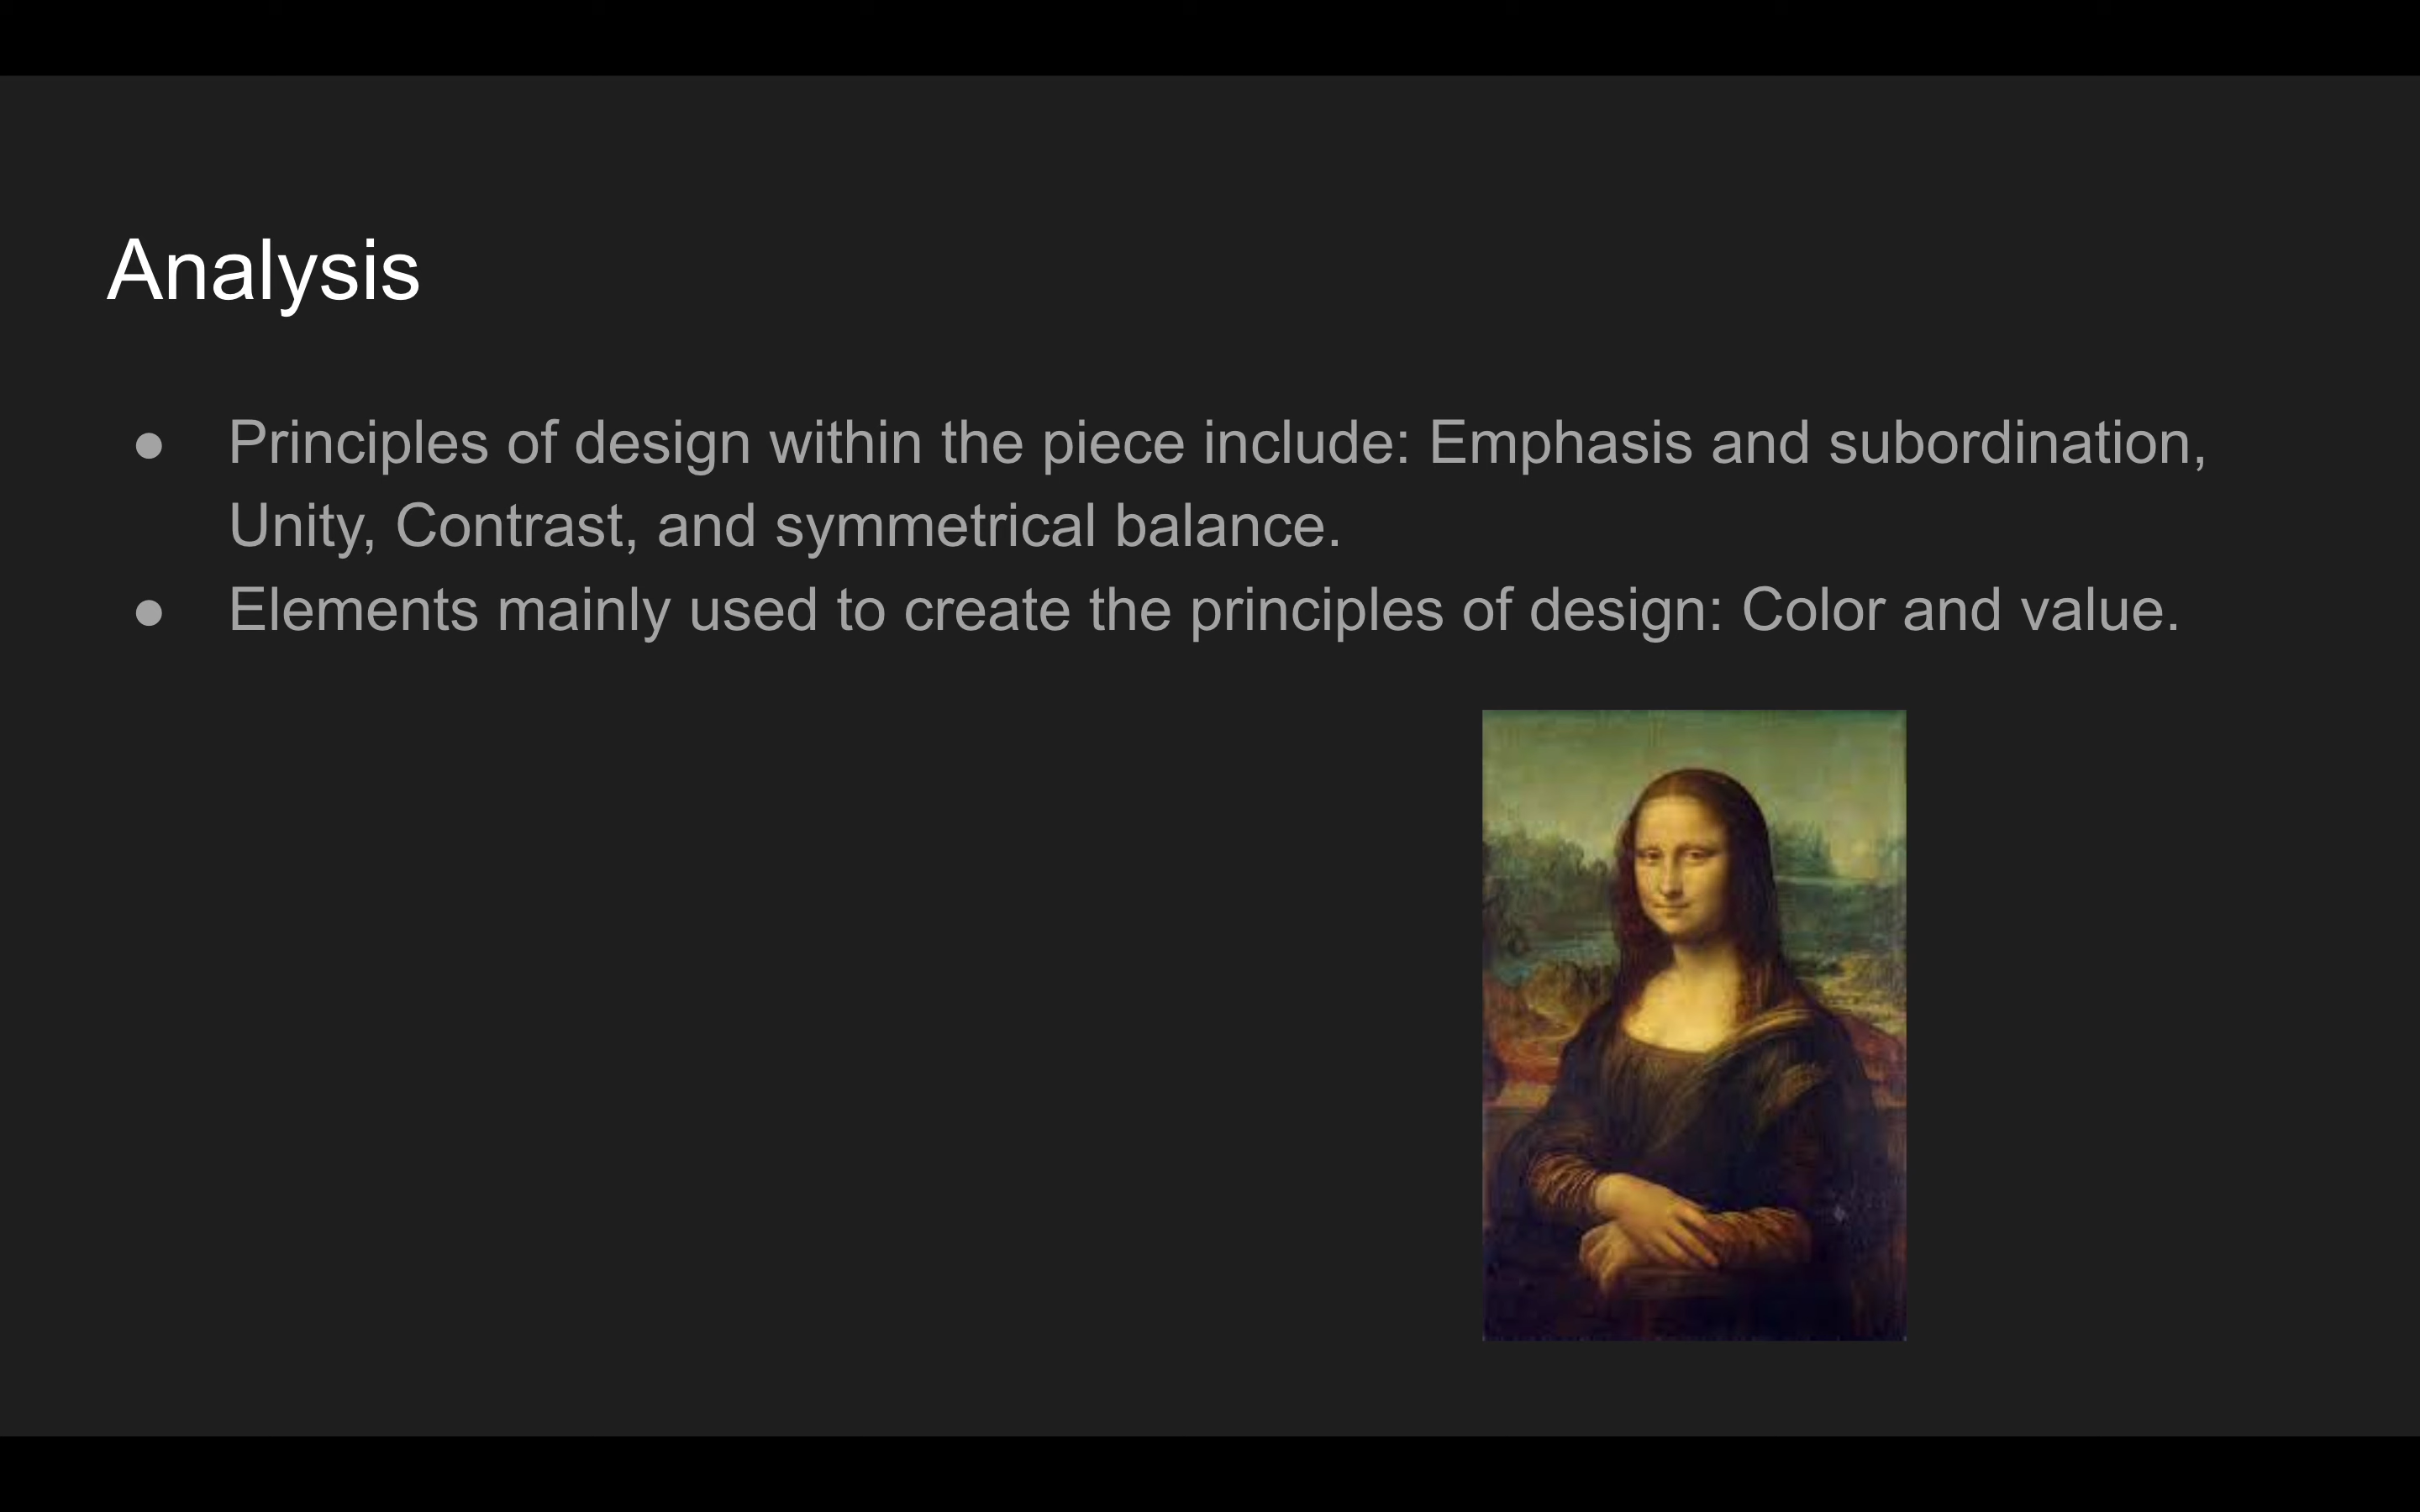 Analysis
● Principles of design within the piece include: Emphasis and subordination,
Unity, Contrast, and symmetrical balance.
● Elements mainly used to create the principles of design: Color and value.